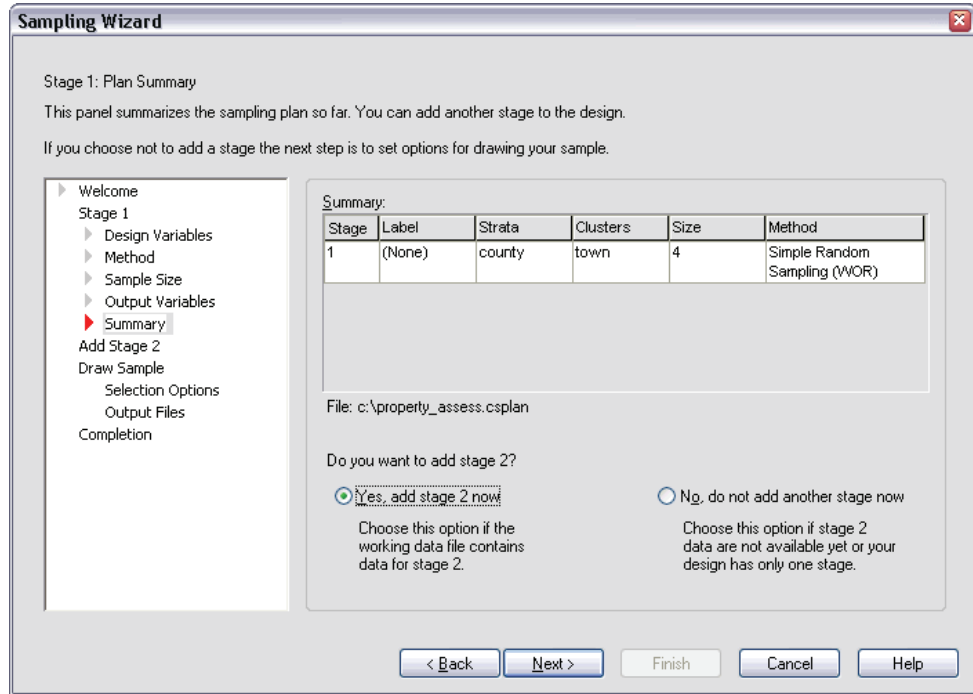 Sampling Wizard
Stage 1: Plan Summary
This panel summarizes the sampling plan so far. You can add another stage to the design.
If you choose not to add a stage the next step is to set options for drawing your sample.
Welcome
Stage 1
Design Variables
Method
Sample Size
Output Variables
Summary
Add Stage 2
Draw Sample
Selection Options
Output Files
Completion
Summary:
Stage Label Strata Clusters Size Method
1 (None) county town 4 Simple Random
Sampling (WOR)
File: c:\property_assess.csplan
Do you want to add stage 2?
Yes, add stage 2 now
Choose this option if the
working data file contains
data for stage 2.
No, do not add another stage now
Choose this option if stage 2
data are not available yet or your
design has only one stage.
< Back Next > Finish Cancel Help